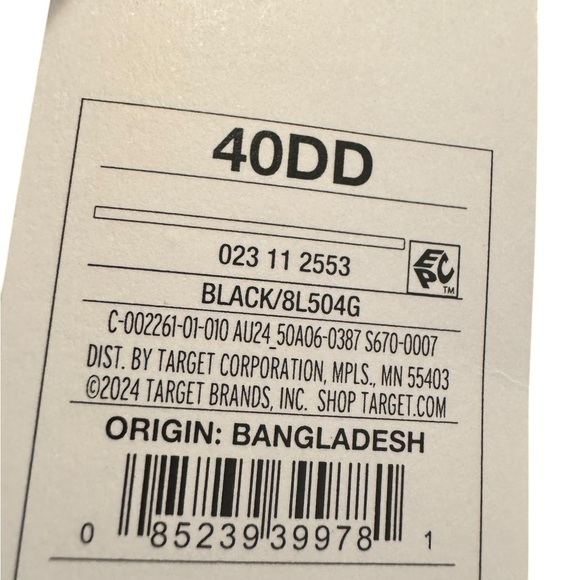 40DD
023 11 2553
EPC TM
BLACK/8L504G
C-002261-01-010 AU24_50A06-0387 S670-0007
DIST. BY TARGET CORPORATION, MPLS., MN 55403
©2024 TARGET BRANDS, INC. SHOP TARGET.COM
ORIGIN: BANGLADESH
0 85239 39978 1